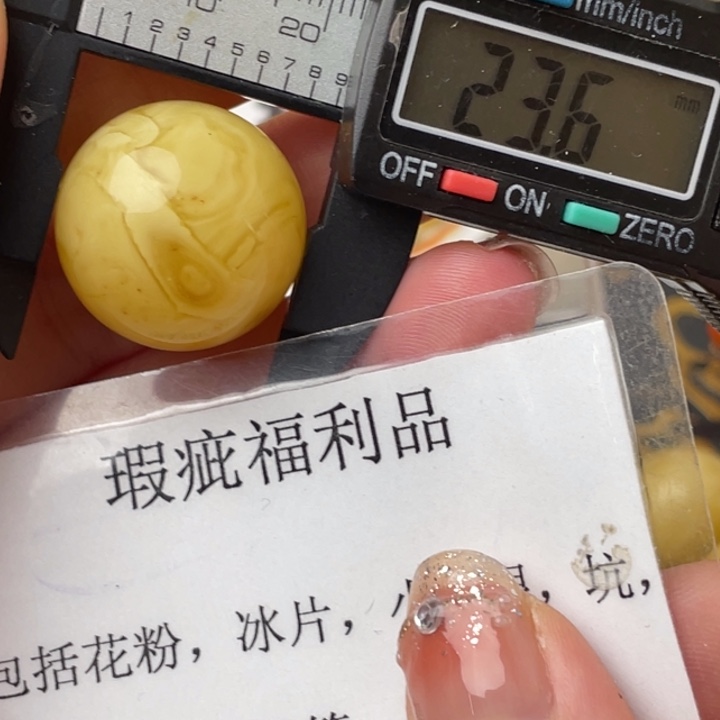 mm/inch
10 20
1 2 3 4 5 6 7 8 9
23.6 mm
OFF ON ZERO
瑕疵福利品
包括花粉，冰片，小，坑，